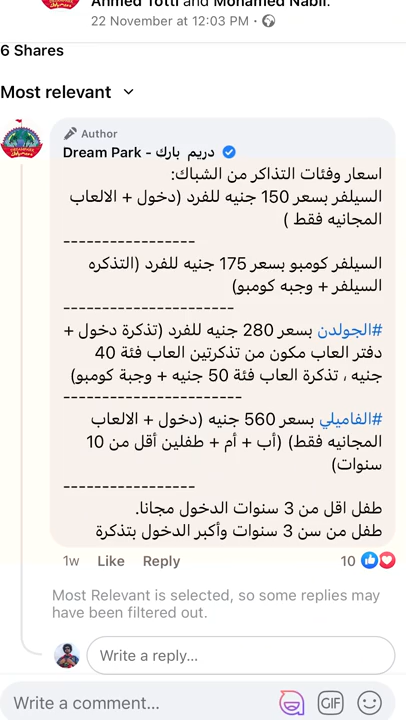 Ahmed Totti and Mohamed Nabil.
22 November at 12:03 PM •
6 Shares
Most relevant
Author
Dream Park - دريم بارك
اسعار وفئات التذاكر من الشباك:
السيلفر بسعر 150 جنيه للفرد (دخول + الالعاب
المجانيه فقط )
-----------------
السيلفر كومبو بسعر 175 جنيه للفرد (التذكره
السيلفر + وجبه كومبو)
----------------------
#الجولدن بسعر 280 جنيه للفرد (تذكرة دخول +
دفتر العاب مكون من تذكرتين العاب فئة 40
جنيه ، تذكرة العاب فئة 50 جنيه + وجبة كومبو)
-----------------------
#الفاميلي بسعر 560 جنيه (دخول + الالعاب
المجانيه فقط) (أب + أم + طفلين أقل من 10
سنوات)
-----------------
طفل اقل من 3 سنوات الدخول مجانا.
طفل من سن 3 سنوات وأكبر الدخول بتذكرة
1w Like Reply 10
Most Relevant is selected, so some replies may
have been filtered out.
Write a reply...
Write a comment... GIF